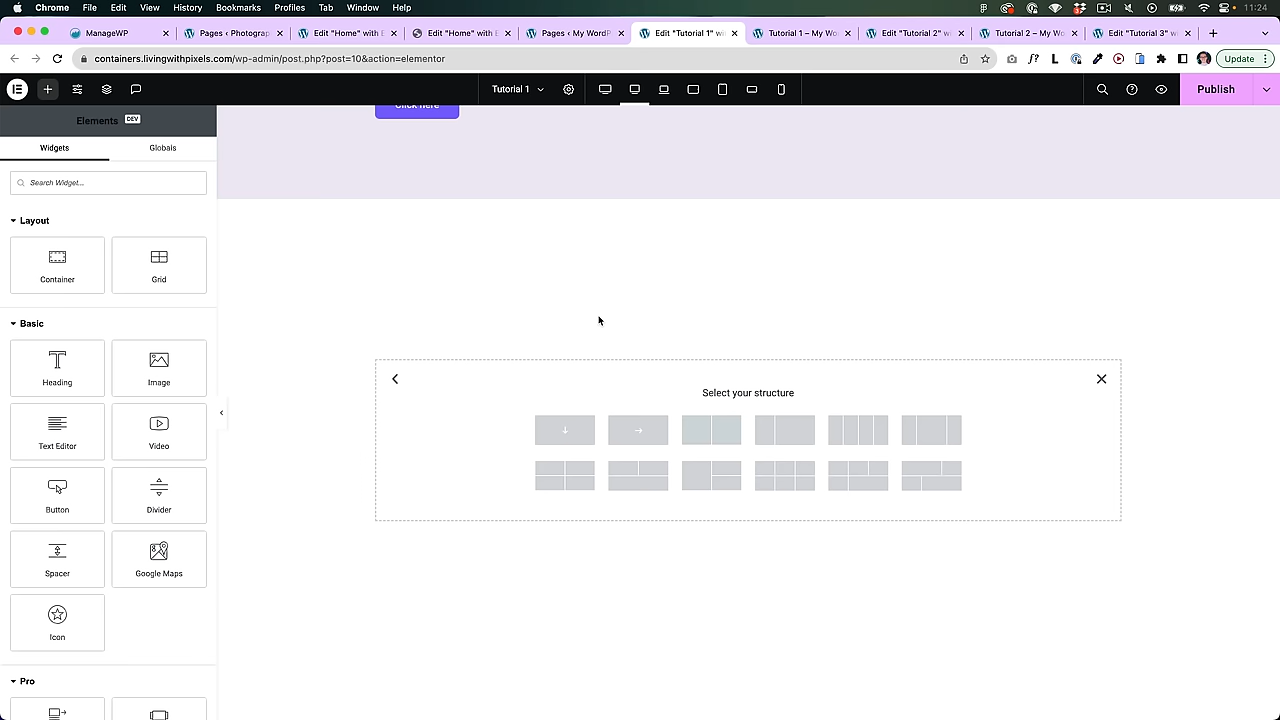 Chrome File Edit View History Bookmarks Profiles Tab Window Help 11:24
ManageWP Pages ‹ Photograp Edit "Home" with E Edit "Home" with E Pages ‹ My WordP Edit "Tutorial 1" wi Tutorial 1 – My Wo Edit "Tutorial 2" w Tutorial 2 – My Wo Edit "Tutorial 3" w
containers.livingwithpixels.com/wp-admin/post.php?post=10&action=elementor Update
Tutorial 1 Publish
Elements DEV
Click here
Widgets Globals
Search Widget...
Layout
Container Grid
Basic
Select your structure
Heading Image
Text Editor Video
Button Divider
Spacer Google Maps
Icon
Pro